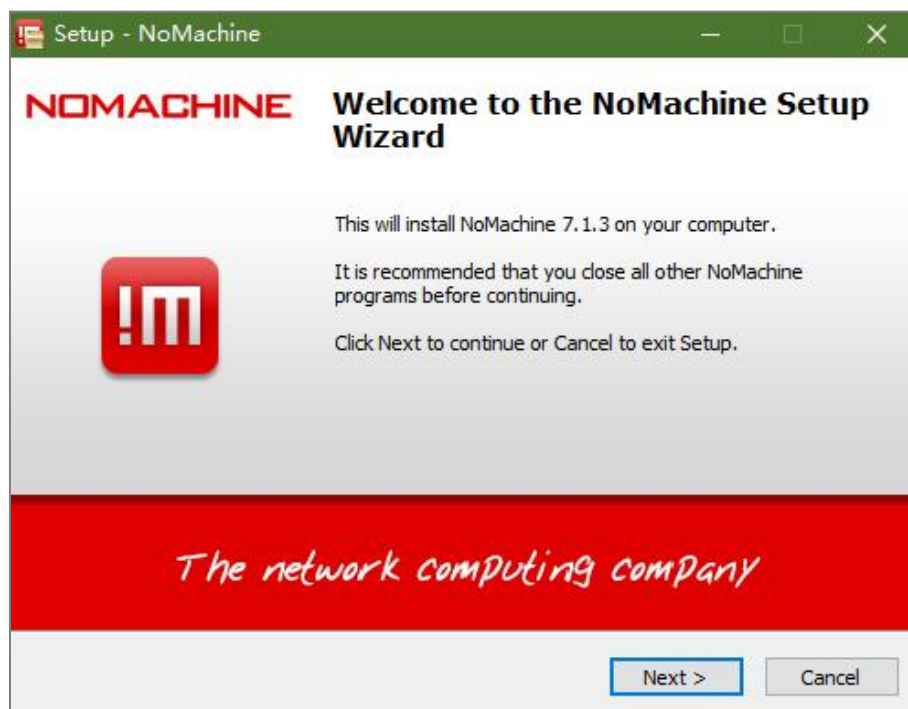 Setup - NoMachine
NOMACHINE
Welcome to the NoMachine Setup
Wizard
This will install NoMachine 7.1.3 on your computer.
It is recommended that you close all other NoMachine
programs before continuing.
Click Next to continue or Cancel to exit Setup.
!M
The network computing company
Next >
Cancel